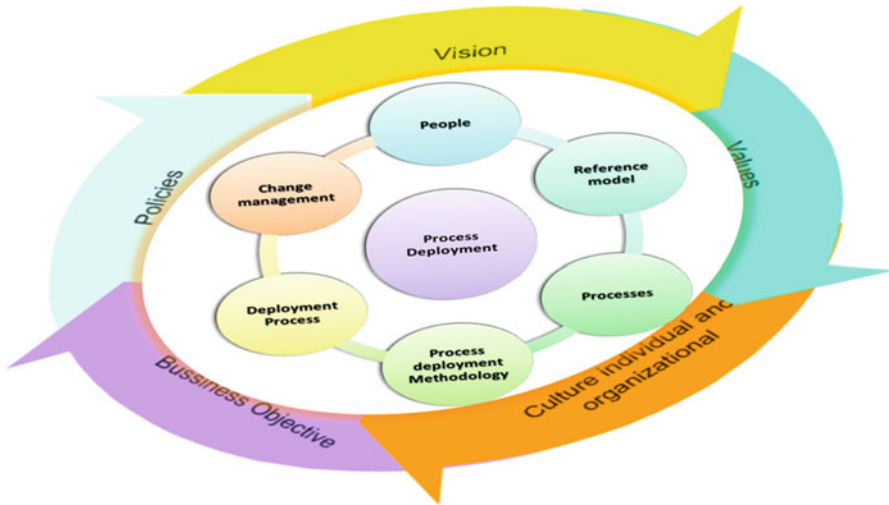 Vision
Values
Culture individual and
organizational
Bussiness Objective
Policies
People
Reference
model
Processes
Process
deployment
Methodology
Deployment
Process
Change
management
Process
Deployment